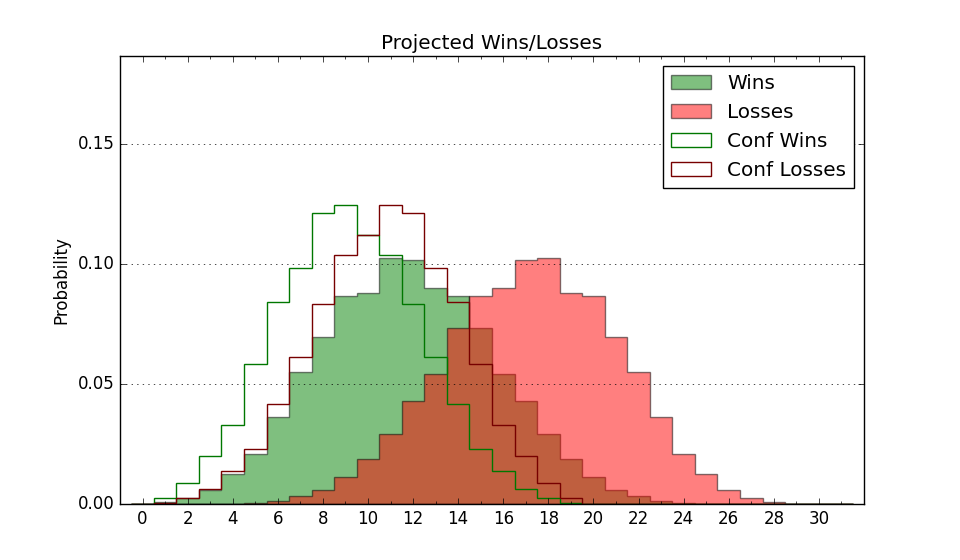 Projected Wins/Losses
Wins
Losses
Conf Wins
Conf Losses
Probability
0.15
0.10
0.05
0.00
0 2 4 6 8 10 12 14 16 18 20 22 24 26 28 30